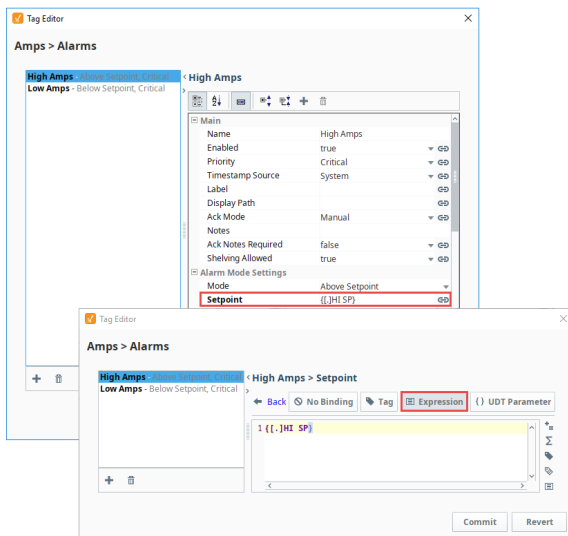 Tag Editor
Amps > Alarms
High Amps - Above Setpoint, Critical
Low Amps - Below Setpoint, Critical
High Amps
Main
Name High Amps
Enabled true
Priority Critical
Timestamp Source System
Label
Display Path
Ack Mode Manual
Notes
Ack Notes Required false
Shelving Allowed true
Alarm Mode Settings
Mode Above Setpoint
Setpoint {[.]HI SP}
Tag Editor
Amps > Alarms
High Amps - Above Setpoint, Critical
Low Amps - Below Setpoint, Critical
High Amps > Setpoint
Back No Binding Tag Expression () UDT Parameter
1 {[.]HI SP}
Commit Revert